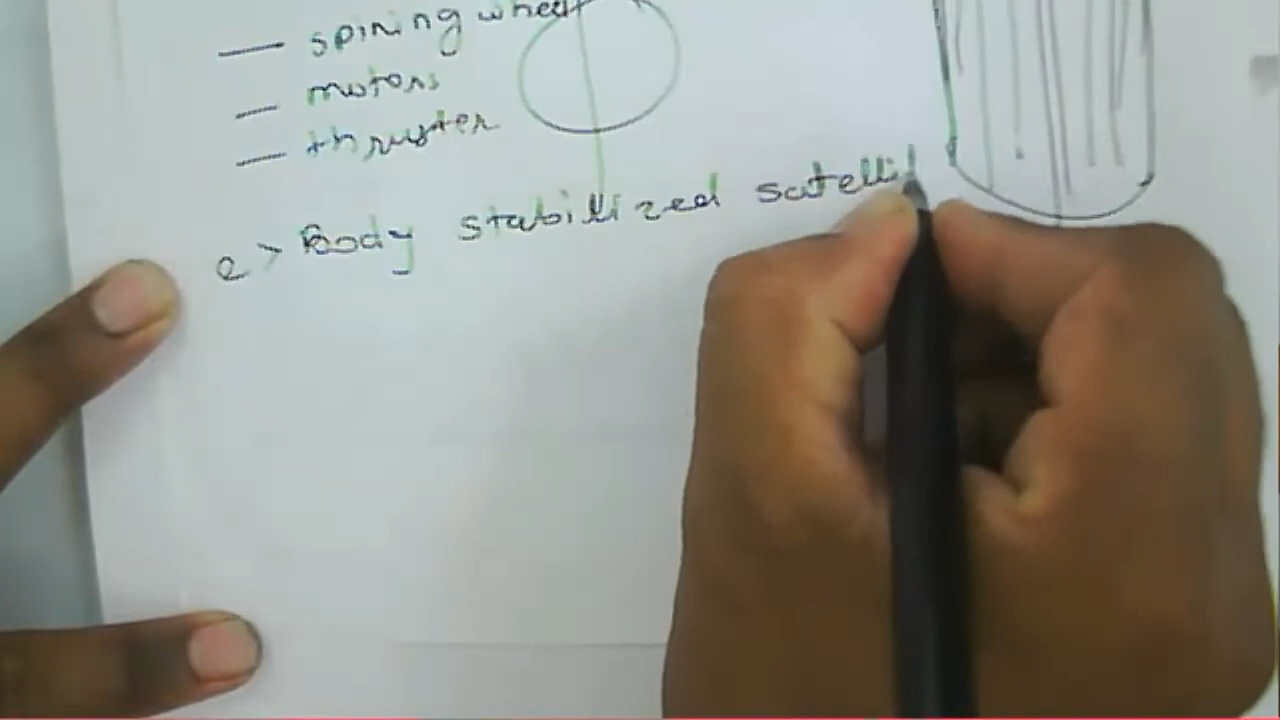 — spining wheel
— motors
— thruster
e> Body stabilized satelli